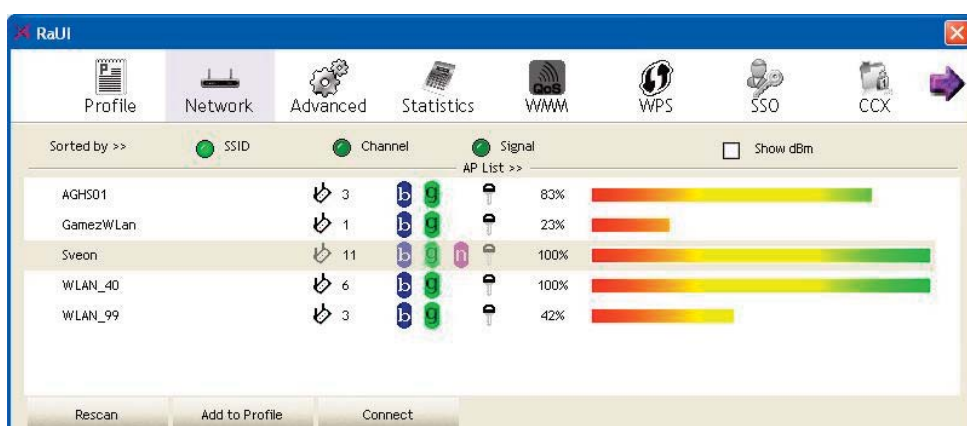 RaUI
Profile Network Advanced Statistics QoS WMM WPS SSO CCX
Sorted by >> SSID Channel Signal Show dBm
AP List >>
AGHS01 3 b g 83%
GamezWLan 1 b g 23%
Sveon 11 b g n 100%
WLAN_40 6 b g 100%
WLAN_99 3 b g 42%
Rescan Add to Profile Connect